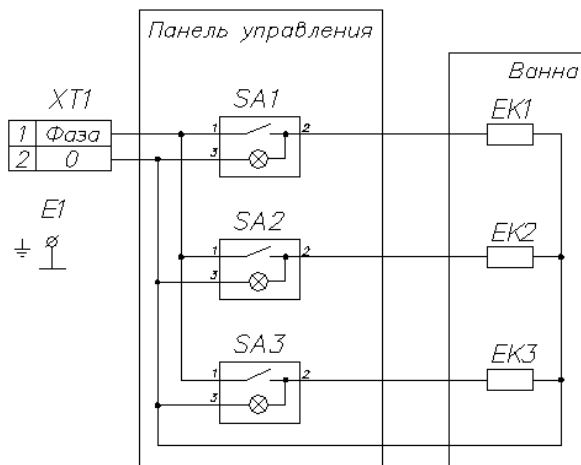 Панель управления
Ванна
XT1
SA1
EK1
1 Фаза
1
2
2 0
3
E1
SA2
EK2
1
2
3
SA3
EK3
1
2
3